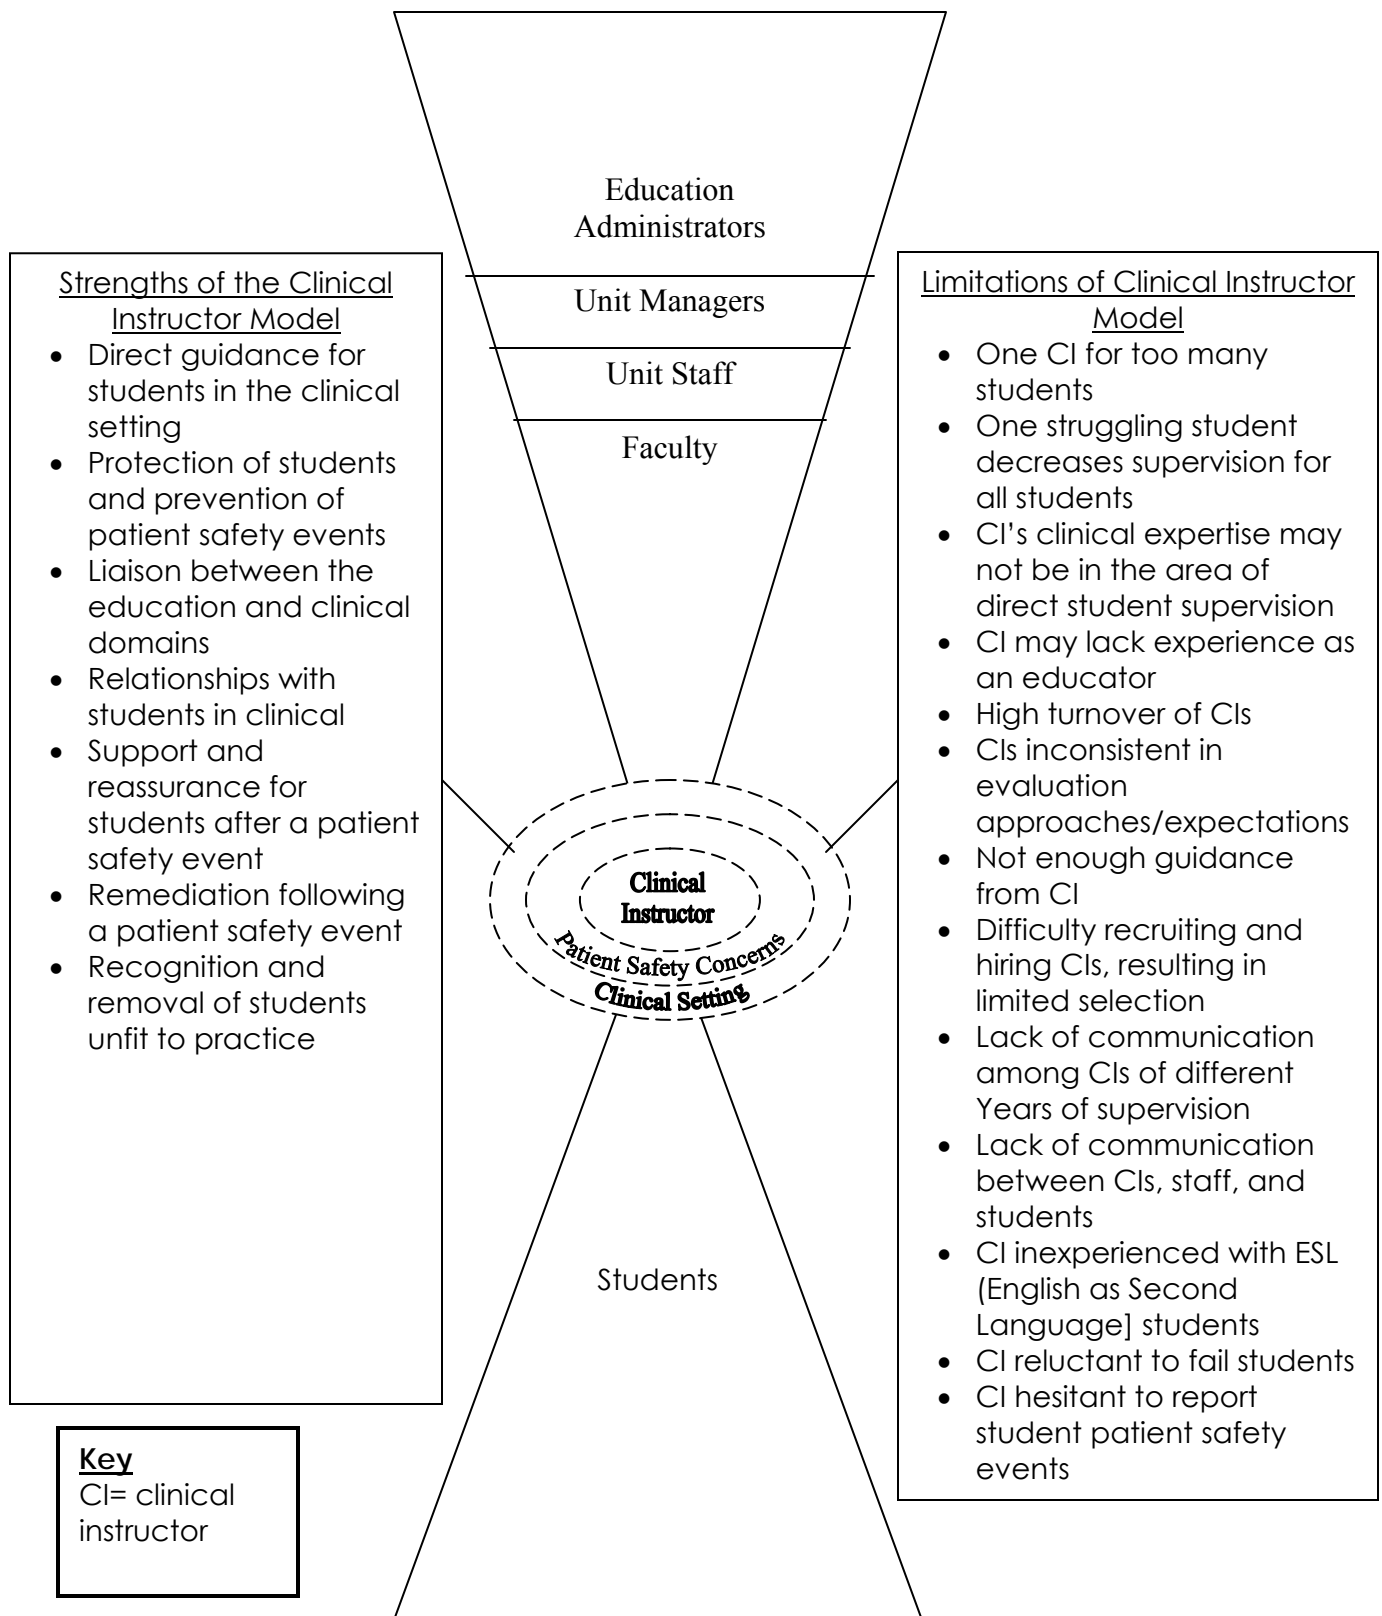 Education
Administrators
Unit Managers
Unit Staff
Faculty
Strengths of the Clinical
Instructor Model
• Direct guidance for
students in the clinical
setting
• Protection of students
and prevention of
patient safety events
• Liaison between the
education and clinical
domains
• Relationships with
students in clinical
• Support and
reassurance for
students after a patient
safety event
• Remediation following
a patient safety event
• Recognition and
removal of students
unfit to practice
Limitations of Clinical Instructor
Model
• One CI for too many
students
• One struggling student
decreases supervision for
all students
• CI’s clinical expertise may
not be in the area of
direct student supervision
• CI may lack experience as
an educator
• High turnover of CIs
• CIs inconsistent in
evaluation
approaches/expectations
• Not enough guidance
from CI
• Difficulty recruiting and
hiring CIs, resulting in
limited selection
• Lack of communication
among CIs of different
Years of supervision
• Lack of communication
between CIs, staff, and
students
• CI inexperienced with ESL
(English as Second
Language] students
• CI reluctant to fail students
• CI hesitant to report
student patient safety
events
Clinical
Instructor
Patient Safety Concerns
Clinical Setting
Students
Key
CI= clinical
instructor